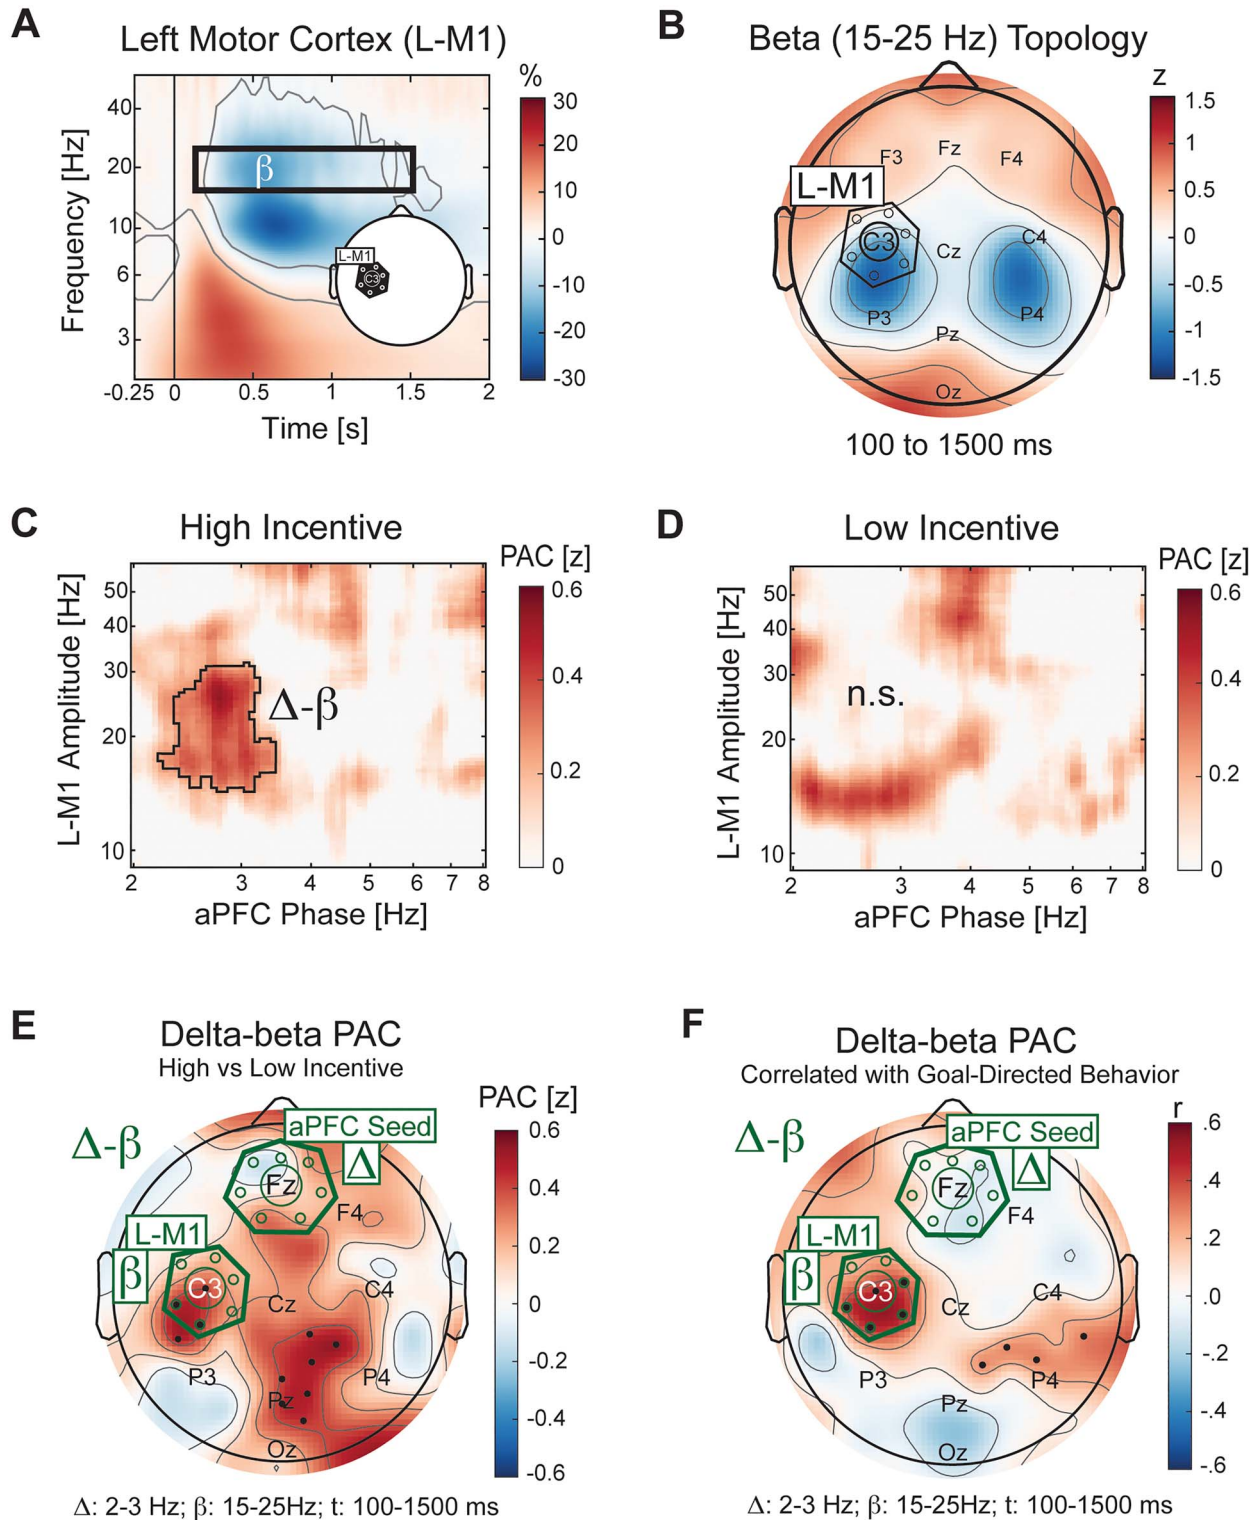 A
Left Motor Cortex (L-M1)
%
Frequency [Hz]
40
20
10
6
3
β
L-M1
C3
-0.25 0 0.5 1 1.5 2
Time [s]
30
20
10
0
-10
-20
-30
B
Beta (15-25 Hz) Topology
z
F3 Fz F4
L-M1
C3 Cz C4
P3 Pz P4
Oz
100 to 1500 ms
1.5
1
0.5
0
-0.5
-1
-1.5
C
High Incentive
PAC [z]
L-M1 Amplitude [Hz]
50
40
30
20
10
Δ-β
2 3 4 5 6 7 8
aPFC Phase [Hz]
0.6
0.4
0.2
0
D
Low Incentive
PAC [z]
L-M1 Amplitude [Hz]
50
40
30
20
10
n.s.
2 3 4 5 6 7 8
aPFC Phase [Hz]
0.6
0.4
0.2
0
E
Delta-beta PAC
High vs Low Incentive
PAC [z]
Δ-β
aPFC Seed
Δ
Fz
F4
L-M1
β
C3
Cz
C4
P3
Pz
P4
Oz
0.6
0.4
0.2
0
-0.2
-0.4
-0.6
Δ: 2-3 Hz; β: 15-25Hz; t: 100-1500 ms
F
Delta-beta PAC
Correlated with Goal-Directed Behavior
r
Δ-β
aPFC Seed
Δ
Fz
F4
L-M1
β
C3
Cz
C4
P3
Pz
P4
Oz
.6
.4
.2
.0
-.2
-.4
-.6
Δ: 2-3 Hz; β: 15-25Hz; t: 100-1500 ms